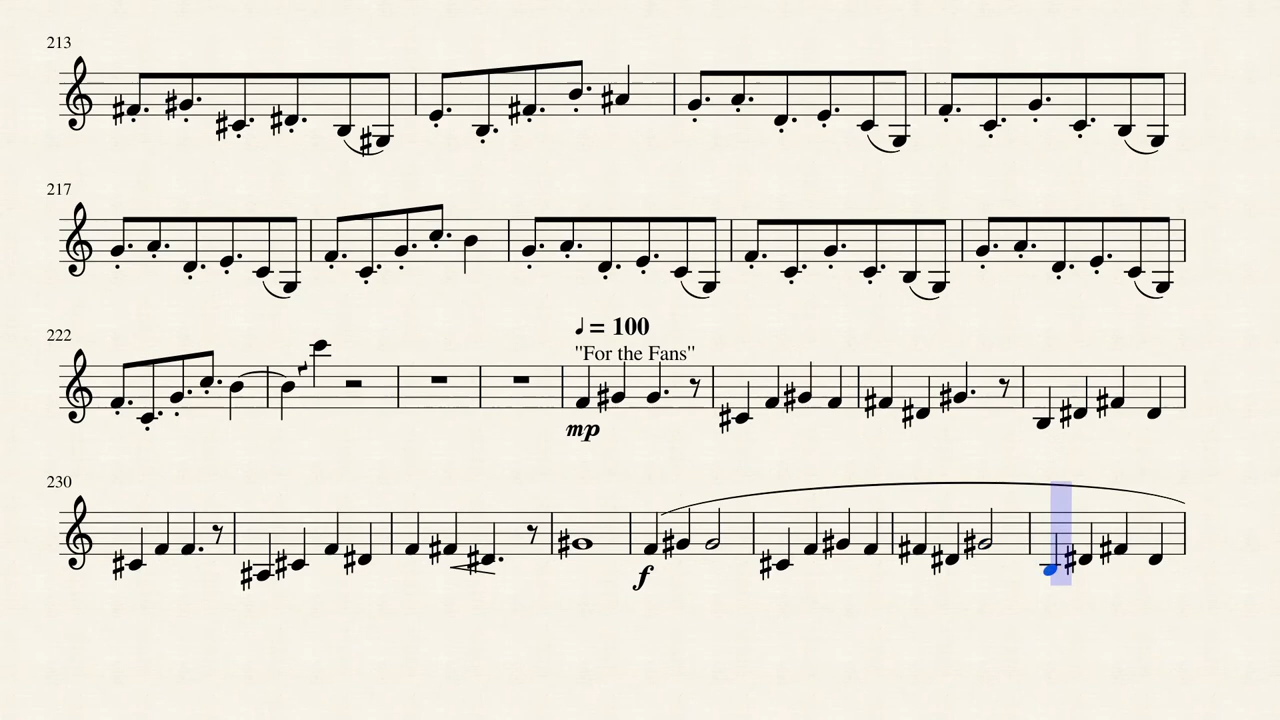 213
217
222
♩ = 100
"For the Fans"
mp
230
f